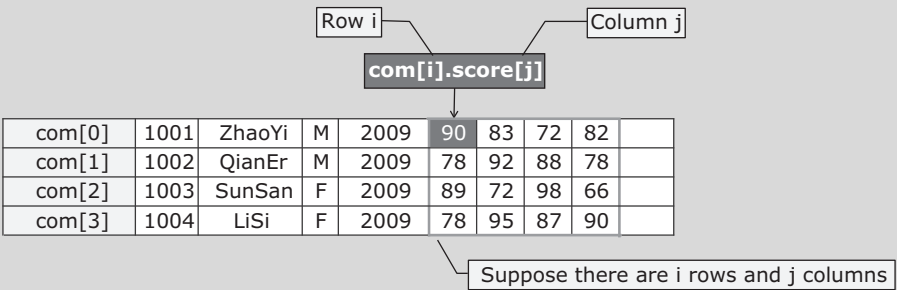 Row i
Column j
com[i].score[j]
com[0] 1001 ZhaoYi M 2009 90 83 72 82
com[1] 1002 QianEr M 2009 78 92 88 78
com[2] 1003 SunSan F 2009 89 72 98 66
com[3] 1004 LiSi F 2009 78 95 87 90
Suppose there are i rows and j columns